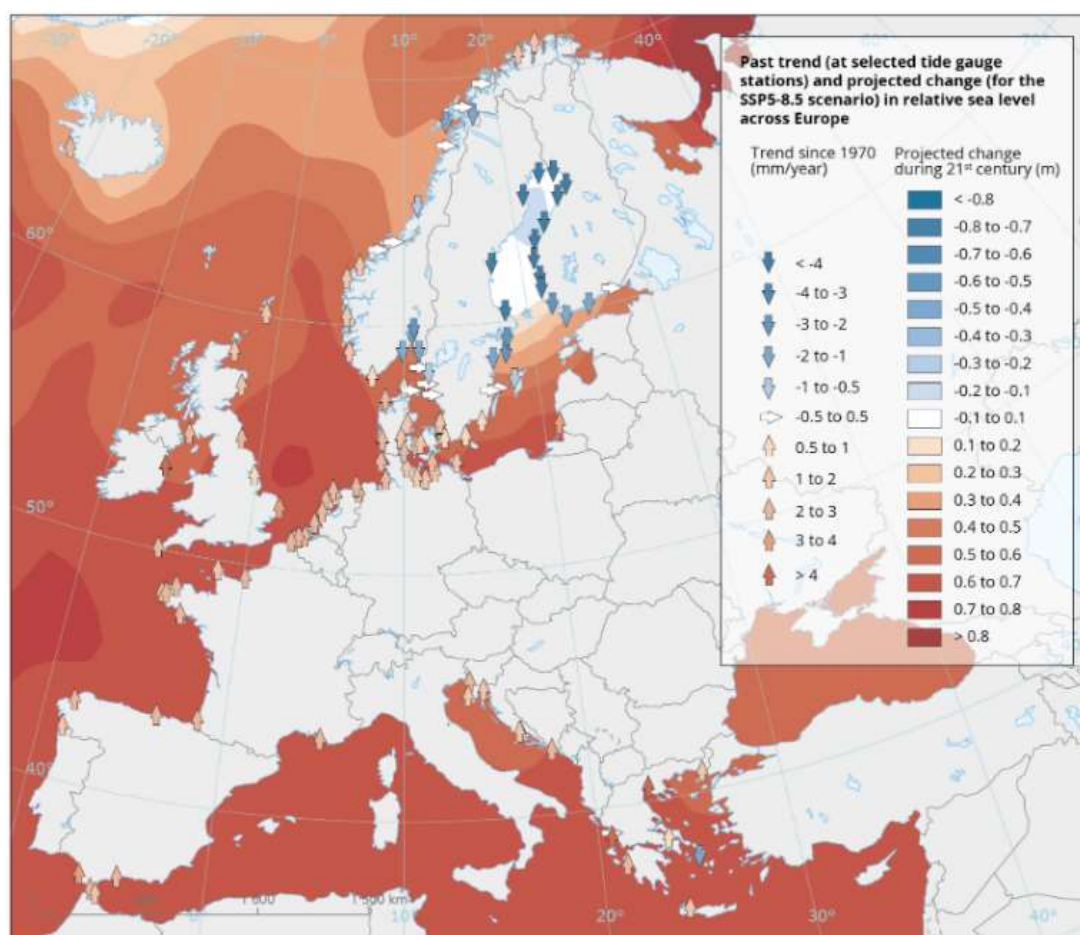 -20°
0°
10°
20°
40°
60°
70°
Past trend (at selected tide gauge
stations) and projected change (for the
SSP5-8.5 scenario) in relative sea level
across Europe
Trend since 1970
(mm/year)
< -4
-4 to -3
-3 to -2
-2 to -1
-1 to -0.5
-0.5 to 0.5
0.5 to 1
1 to 2
2 to 3
3 to 4
> 4
Projected change
during 21st century (m)
< -0.8
-0.8 to -0.7
-0.7 to -0.6
-0.6 to -0.5
-0.5 to -0.4
-0.4 to -0.3
-0.3 to -0.2
-0.2 to -0.1
-0.1 to 0.1
0.1 to 0.2
0.2 to 0.3
0.3 to 0.4
0.4 to 0.5
0.5 to 0.6
0.6 to 0.7
0.7 to 0.8
> 0.8
60°
50°
40°
1 500 km
0°
10°
20°
30°
40°